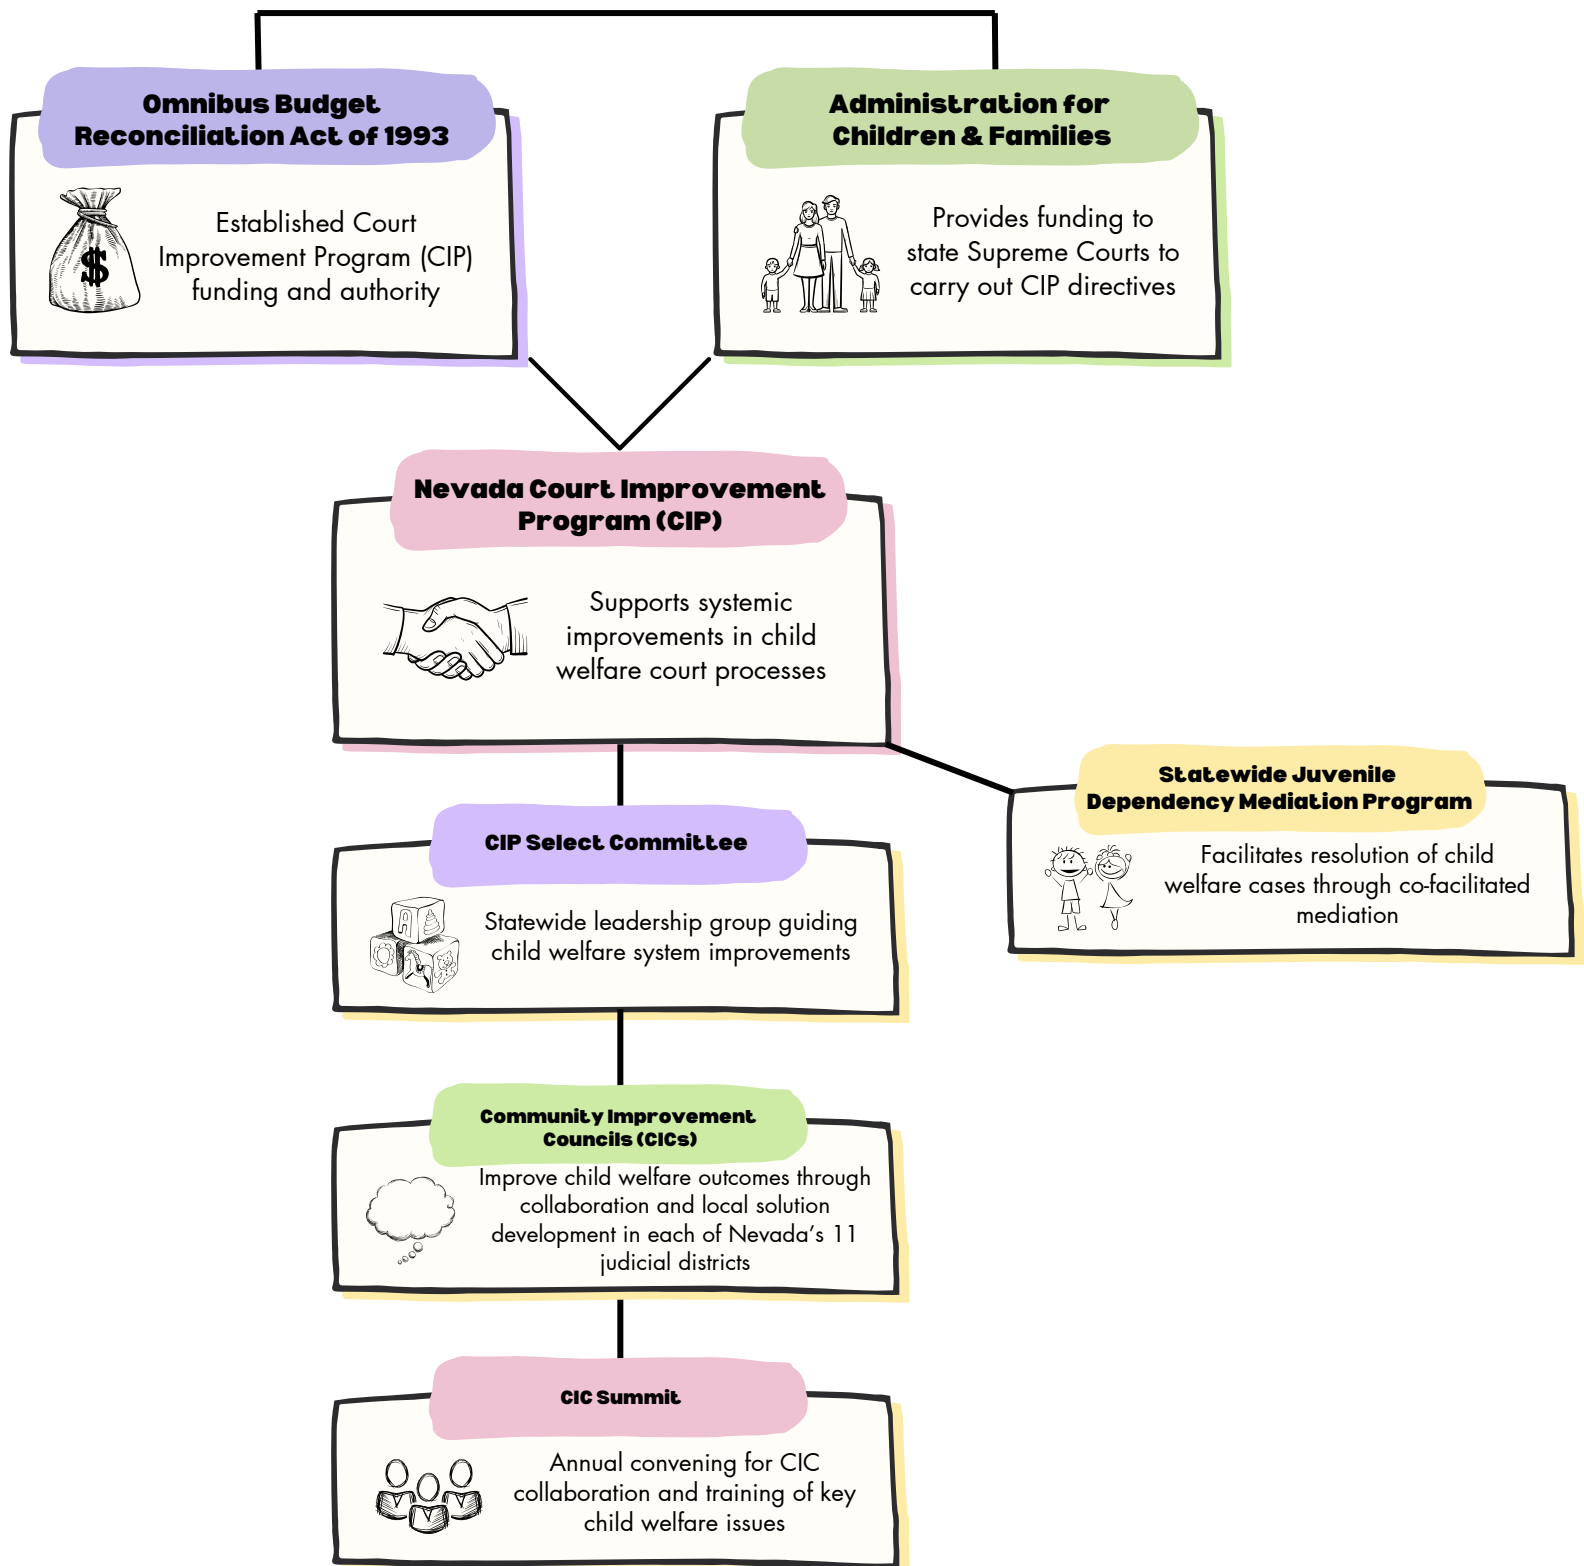 Omnibus Budget
Reconciliation Act of 1993
$
Established Court
Improvement Program (CIP)
funding and authority
Administration for
Children & Families
Provides funding to
state Supreme Courts to
carry out CIP directives
Nevada Court Improvement
Program (CIP)
Supports systemic
improvements in child
welfare court processes
Statewide Juvenile
Dependency Mediation Program
Facilitates resolution of child
welfare cases through co-facilitated
mediation
CIP Select Committee
A
Statewide leadership group guiding
child welfare system improvements
Community Improvement
Councils (CICs)
Improve child welfare outcomes through
collaboration and local solution
development in each of Nevada's 11
judicial districts
CIC Summit
Annual convening for CIC
collaboration and training of key
child welfare issues